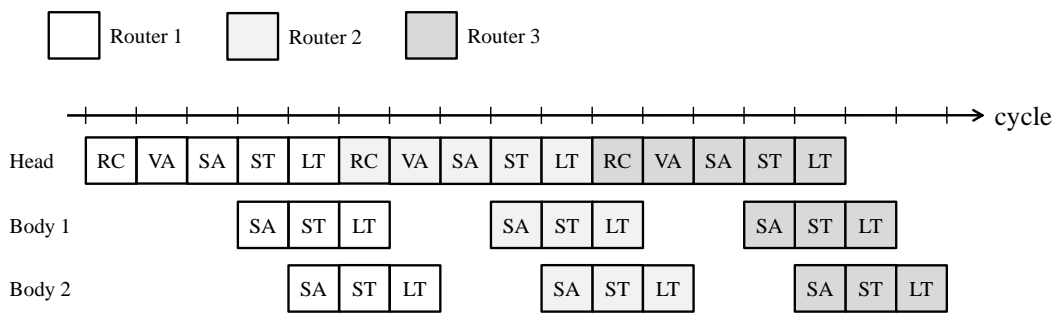 Router 1 Router 2 Router 3
cycle
Head RC VA SA ST LT RC VA SA ST LT RC VA SA ST LT
Body 1 SA ST LT SA ST LT SA ST LT
Body 2 SA ST LT SA ST LT SA ST LT